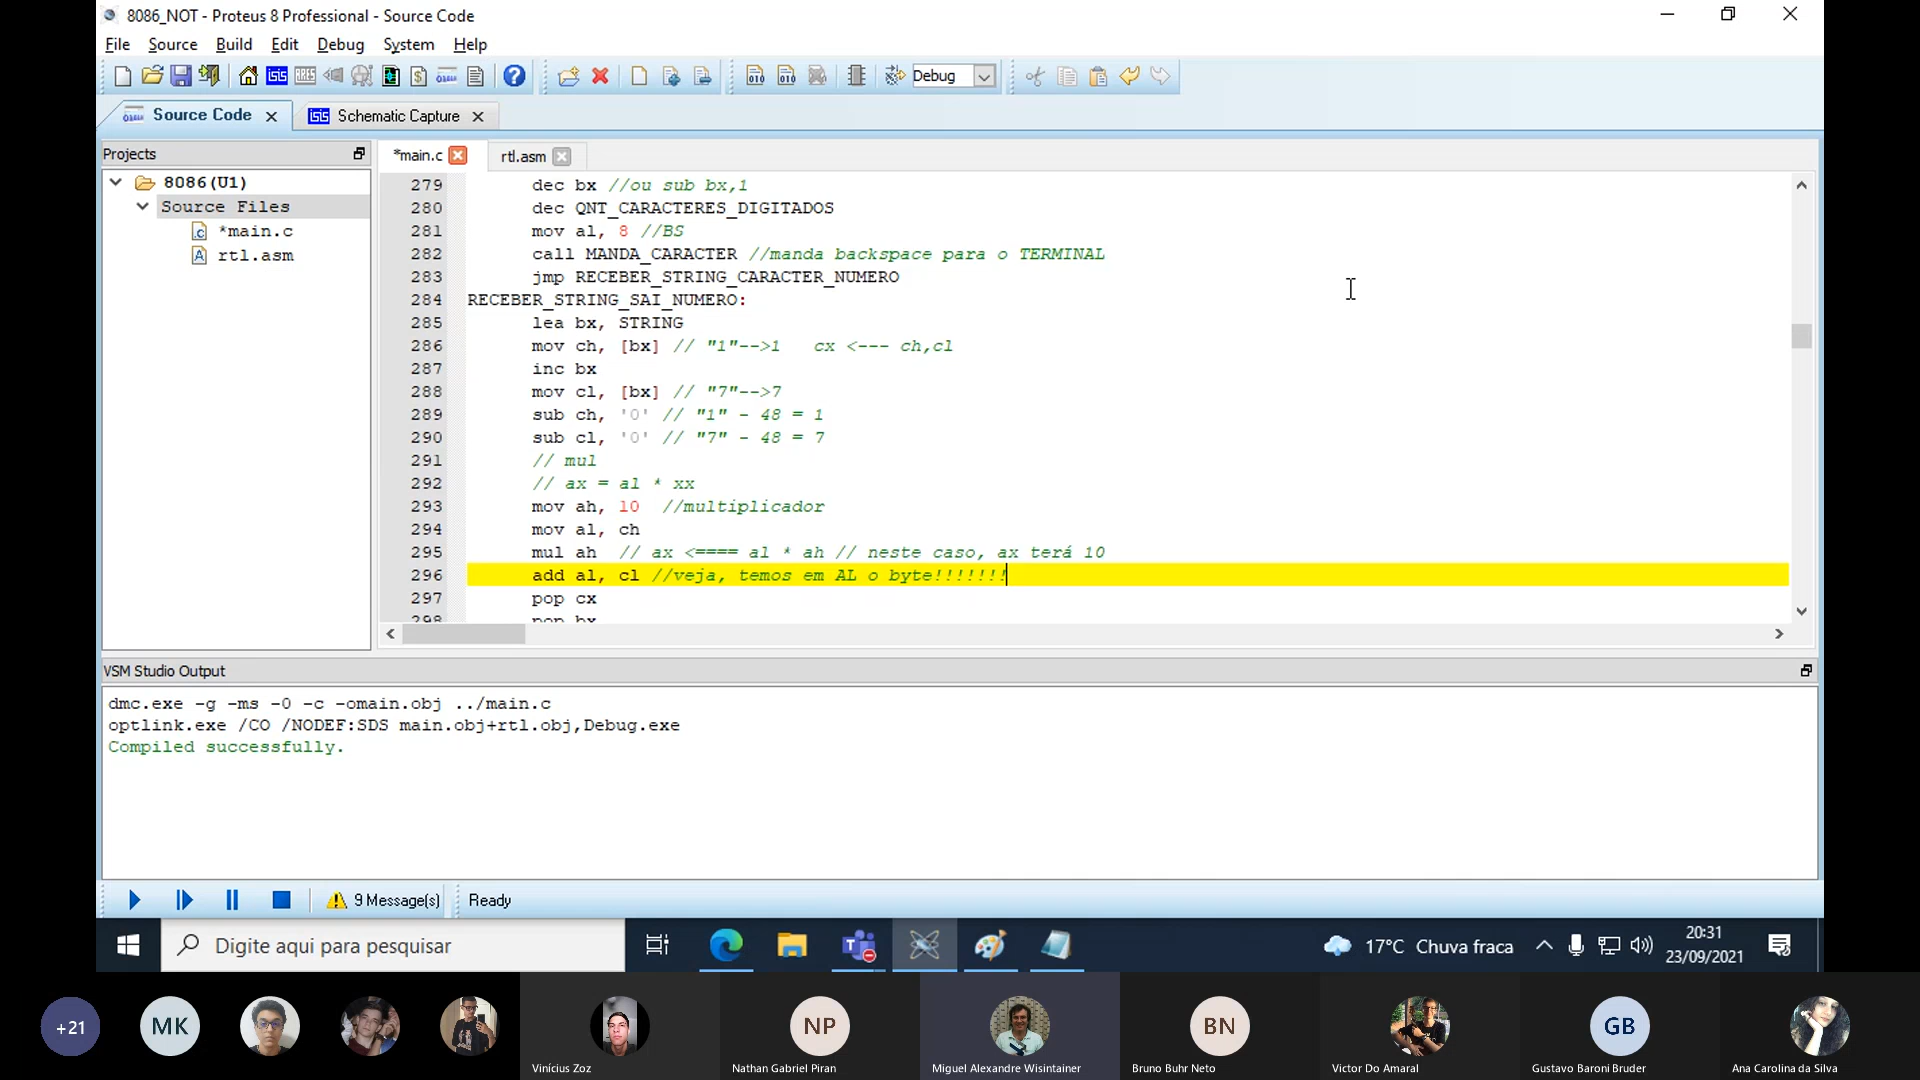 8086_NOT - Proteus 8 Professional - Source Code
File Source Build Edit Debug System Help
Debug
Source Code
Schematic Capture
Projects
*main.c
rtl.asm
8086(U1)
Source Files
*main.c
rtl.asm
279 dec bx //ou sub bx,1
280 dec QNT_CARACTERES_DIGITADOS
281 mov al, 8 //BS
282 call MANDA_CARACTER //manda backspace para o TERMINAL
283 jmp RECEBER_STRING_CARACTER_NUMERO
284 RECEBER_STRING_SAI_NUMERO:
285 lea bx, STRING
286 mov ch, [bx] // "1"-->1 cx <--- ch,cl
287 inc bx
288 mov cl, [bx] // "7"-->7
289 sub ch, '0' // "1" - 48 = 1
290 sub cl, '0' // "7" - 48 = 7
291 // mul
292 // ax = al * xx
293 mov ah, 10 //multiplicador
294 mov al, ch
295 mul ah // ax <==== al * ah // neste caso, ax terá 10
296 add al, cl //veja, temos em AL o byte!!!!!!!
297 pop cx
298 pop bx
VSM Studio Output
dmc.exe -g -ms -0 -c -omain.obj ../main.c
optlink.exe /CO /NODEF:SDS main.obj+rtl.obj,Debug.exe
Compiled successfully.
9 Message(s)
Ready
Digite aqui para pesquisar
17°C Chuva fraca
20:31
23/09/2021
+21
MK
NP
BN
GB
Vinícius Zoz
Nathan Gabriel Piran
Miguel Alexandre Wisintainer
Bruno Buhr Neto
Victor Do Amaral
Gustavo Baroni Bruder
Ana Carolina da Silva